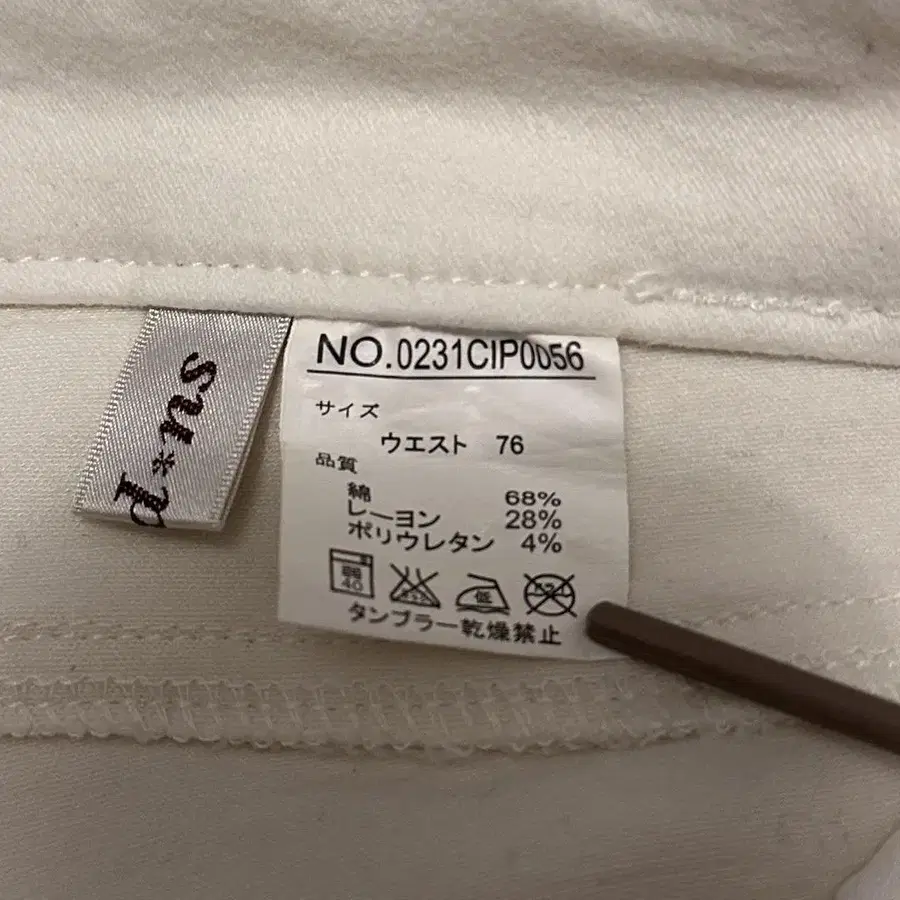 NO.0231CIP0056
サイズ
ウエスト 76
品質
綿 68%
レーヨン 28%
ポリウレタン 4%
40
低
タンブラー乾燥禁止